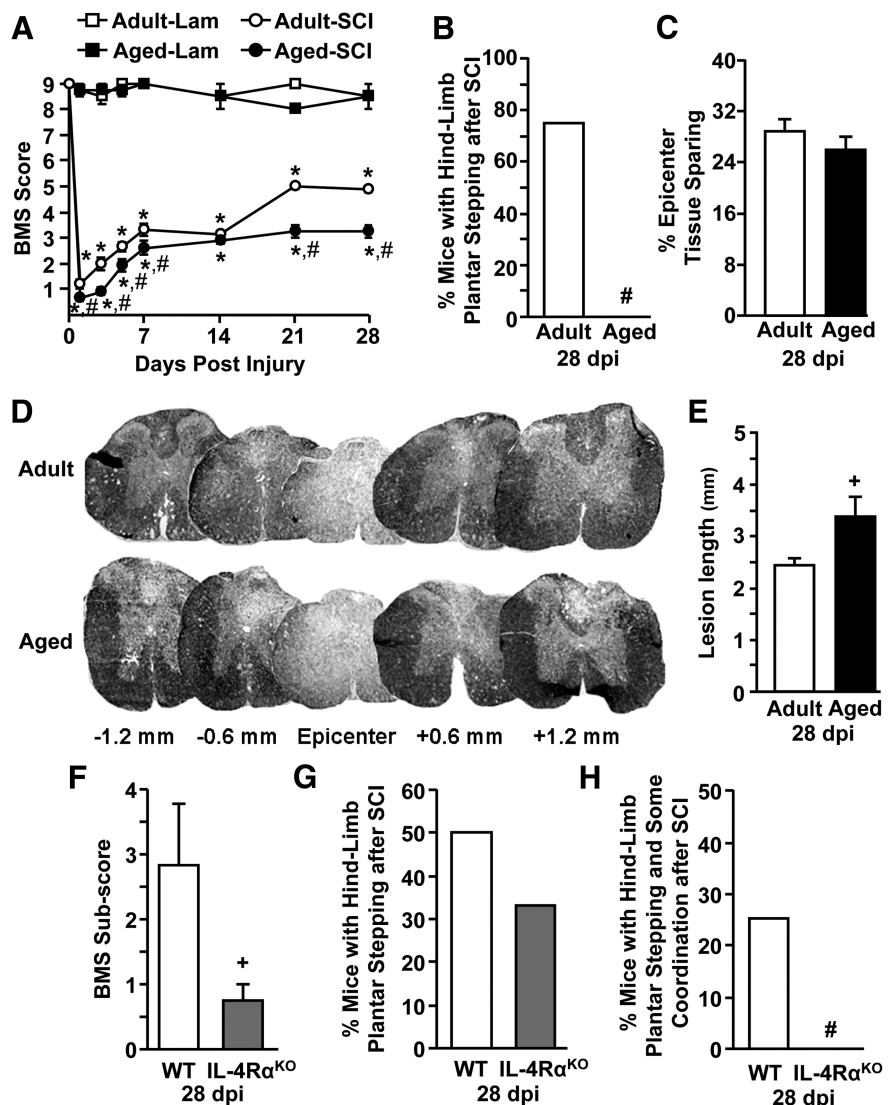 A
Adult-Lam
Adult-SCI
Aged-Lam
Aged-SCI
BMS Score
9
8
7
6
5
4
3
2
1
*
*
*
*
*
*
*
*,#
*,#
*,#
*,#
*
*,#
*,#
0
7
14
21
28
Days Post Injury
B
% Mice with Hind-Limb
Plantar Stepping after SCI
100
80
70
60
50
40
30
20
10
0
#
Adult Aged
28 dpi
C
% Epicenter
Tissue Sparing
40
32
24
16
8
0
Adult Aged
28 dpi
D
Adult
Aged
-1.2 mm
-0.6 mm
Epicenter
+0.6 mm
+1.2 mm
E
Lesion length (mm)
5
4
3
2
1
0
+
Adult Aged
28 dpi
F
BMS Sub-score
4
3
2
1
0
+
WT IL-4Rα^KO
28 dpi
G
% Mice with Hind-Limb
Plantar Stepping after SCI
60
50
40
30
20
10
0
WT IL-4Rα^KO
28 dpi
H
% Mice with Hind-Limb
Plantar Stepping and Some
Coordination after SCI
50
40
30
20
10
0
#
WT IL-4Rα^KO
28 dpi